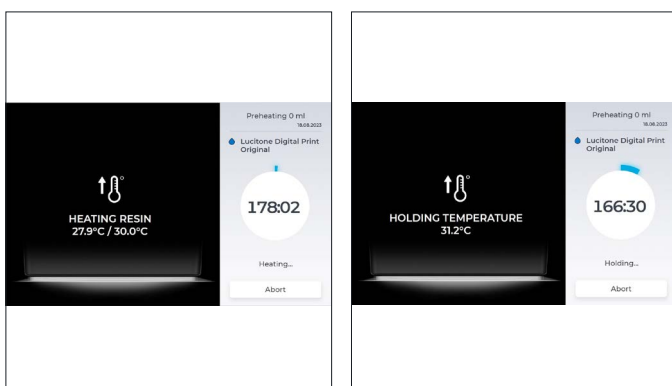 HEATING RESIN
27.9°C / 30.0°C
Preheating 0 ml
18.08.2023
Lucitone Digital Print
Original
178:02
Heating...
Abort
HOLDING TEMPERATURE
31.2°C
Preheating 0 ml
18.08.2023
Lucitone Digital Print
Original
166:30
Holding...
Abort